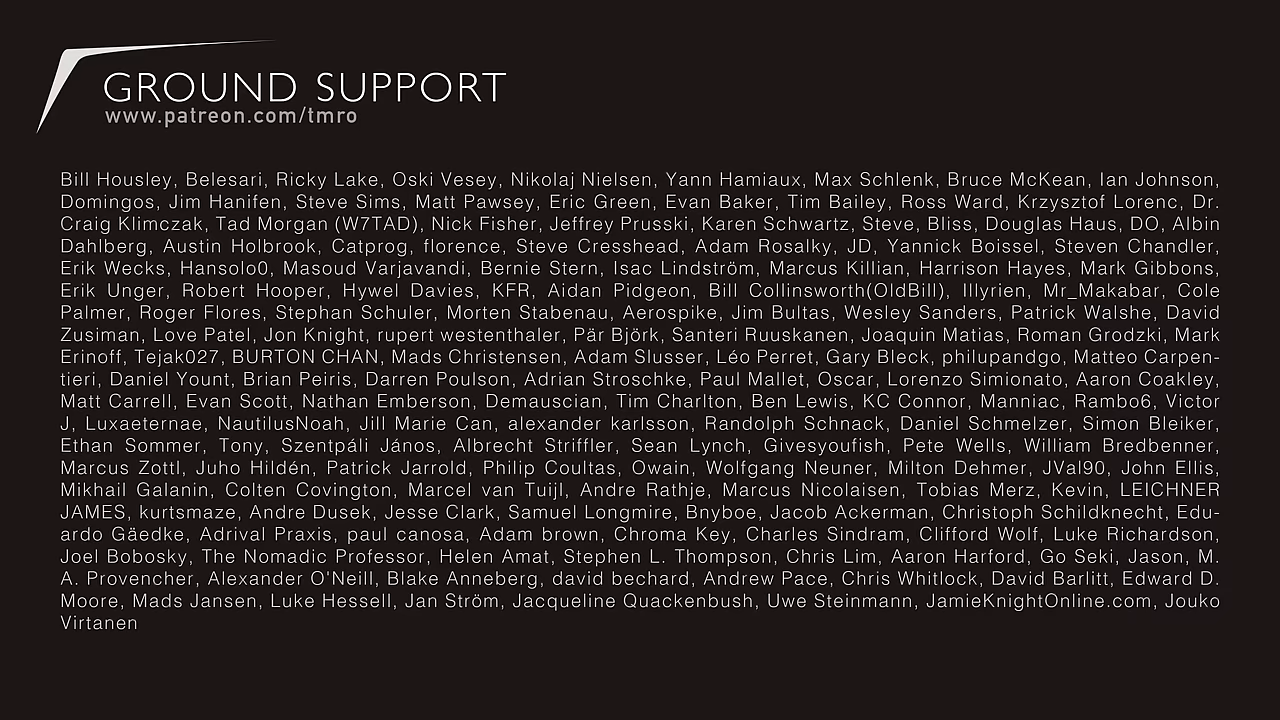 GROUND SUPPORT
www.patreon.com/tmro
Bill Housley, Belesari, Ricky Lake, Oski Vesey, Nikolaj Nielsen, Yann Hamiaux, Max Schlenk, Bruce McKean, Ian Johnson,
Domingos, Jim Hanifen, Steve Sims, Matt Pawsey, Eric Green, Evan Baker, Tim Bailey, Ross Ward, Krzysztof Lorenc, Dr.
Craig Klimczak, Tad Morgan (W7TAD), Nick Fisher, Jeffrey Prusski, Karen Schwartz, Steve, Bliss, Douglas Haus, DO, Albin
Dahlberg, Austin Holbrook, Catprog, florence, Steve Cresshead, Adam Rosalky, JD, Yannick Boissel, Steven Chandler,
Erik Wecks, Hansolo0, Masoud Varjavandi, Bernie Stern, Isac Lindström, Marcus Killian, Harrison Hayes, Mark Gibbons,
Erik Unger, Robert Hooper, Hywel Davies, KFR, Aidan Pidgeon, Bill Collinsworth(OldBill), Illyrien, Mr_Makabar, Cole
Palmer, Roger Flores, Stephan Schuler, Morten Stabenau, Aerospike, Jim Bultas, Wesley Sanders, Patrick Walshe, David
Zusiman, Love Patel, Jon Knight, rupert westenthaler, Pär Björk, Santeri Ruuskanen, Joaquin Matias, Roman Grodzki, Mark
Erinoff, Tejak027, BURTON CHAN, Mads Christensen, Adam Slusser, Léo Perret, Gary Bleck, philupandgo, Matteo Carpen-
tieri, Daniel Yount, Brian Peiris, Darren Poulson, Adrian Stroschke, Paul Mallet, Oscar, Lorenzo Simionato, Aaron Coakley,
Matt Carrell, Evan Scott, Nathan Emberson, Demauscian, Tim Charlton, Ben Lewis, KC Connor, Manniac, Rambo6, Victor
J, Luxaeternae, NautilusNoah, Jill Marie Can, alexander karlsson, Randolph Schnack, Daniel Schmelzer, Simon Bleiker,
Ethan Sommer, Tony, Szentpáli János, Albrecht Striffler, Sean Lynch, Givesyoufish, Pete Wells, William Bredbenner,
Marcus Zottl, Juho Hildén, Patrick Jarrold, Philip Coultas, Owain, Wolfgang Neuner, Milton Dehmer, JVal90, John Ellis,
Mikhail Galanin, Colten Covington, Marcel van Tuijl, Andre Rathje, Marcus Nicolaisen, Tobias Merz, Kevin, LEICHNER
JAMES, kurtsmaze, Andre Dusek, Jesse Clark, Samuel Longmire, Bnyboe, Jacob Ackerman, Christoph Schildknecht, Edu-
ardo Gäedke, Adrival Praxis, paul canosa, Adam brown, Chroma Key, Charles Sindram, Clifford Wolf, Luke Richardson,
Joel Bobosky, The Nomadic Professor, Helen Amat, Stephen L. Thompson, Chris Lim, Aaron Harford, Go Seki, Jason, M.
A. Provencher, Alexander O'Neill, Blake Anneberg, david bechard, Andrew Pace, Chris Whitlock, David Barlitt, Edward D.
Moore, Mads Jansen, Luke Hessell, Jan Ström, Jacqueline Quackenbush, Uwe Steinmann, JamieKnightOnline.com, Jouko
Virtanen